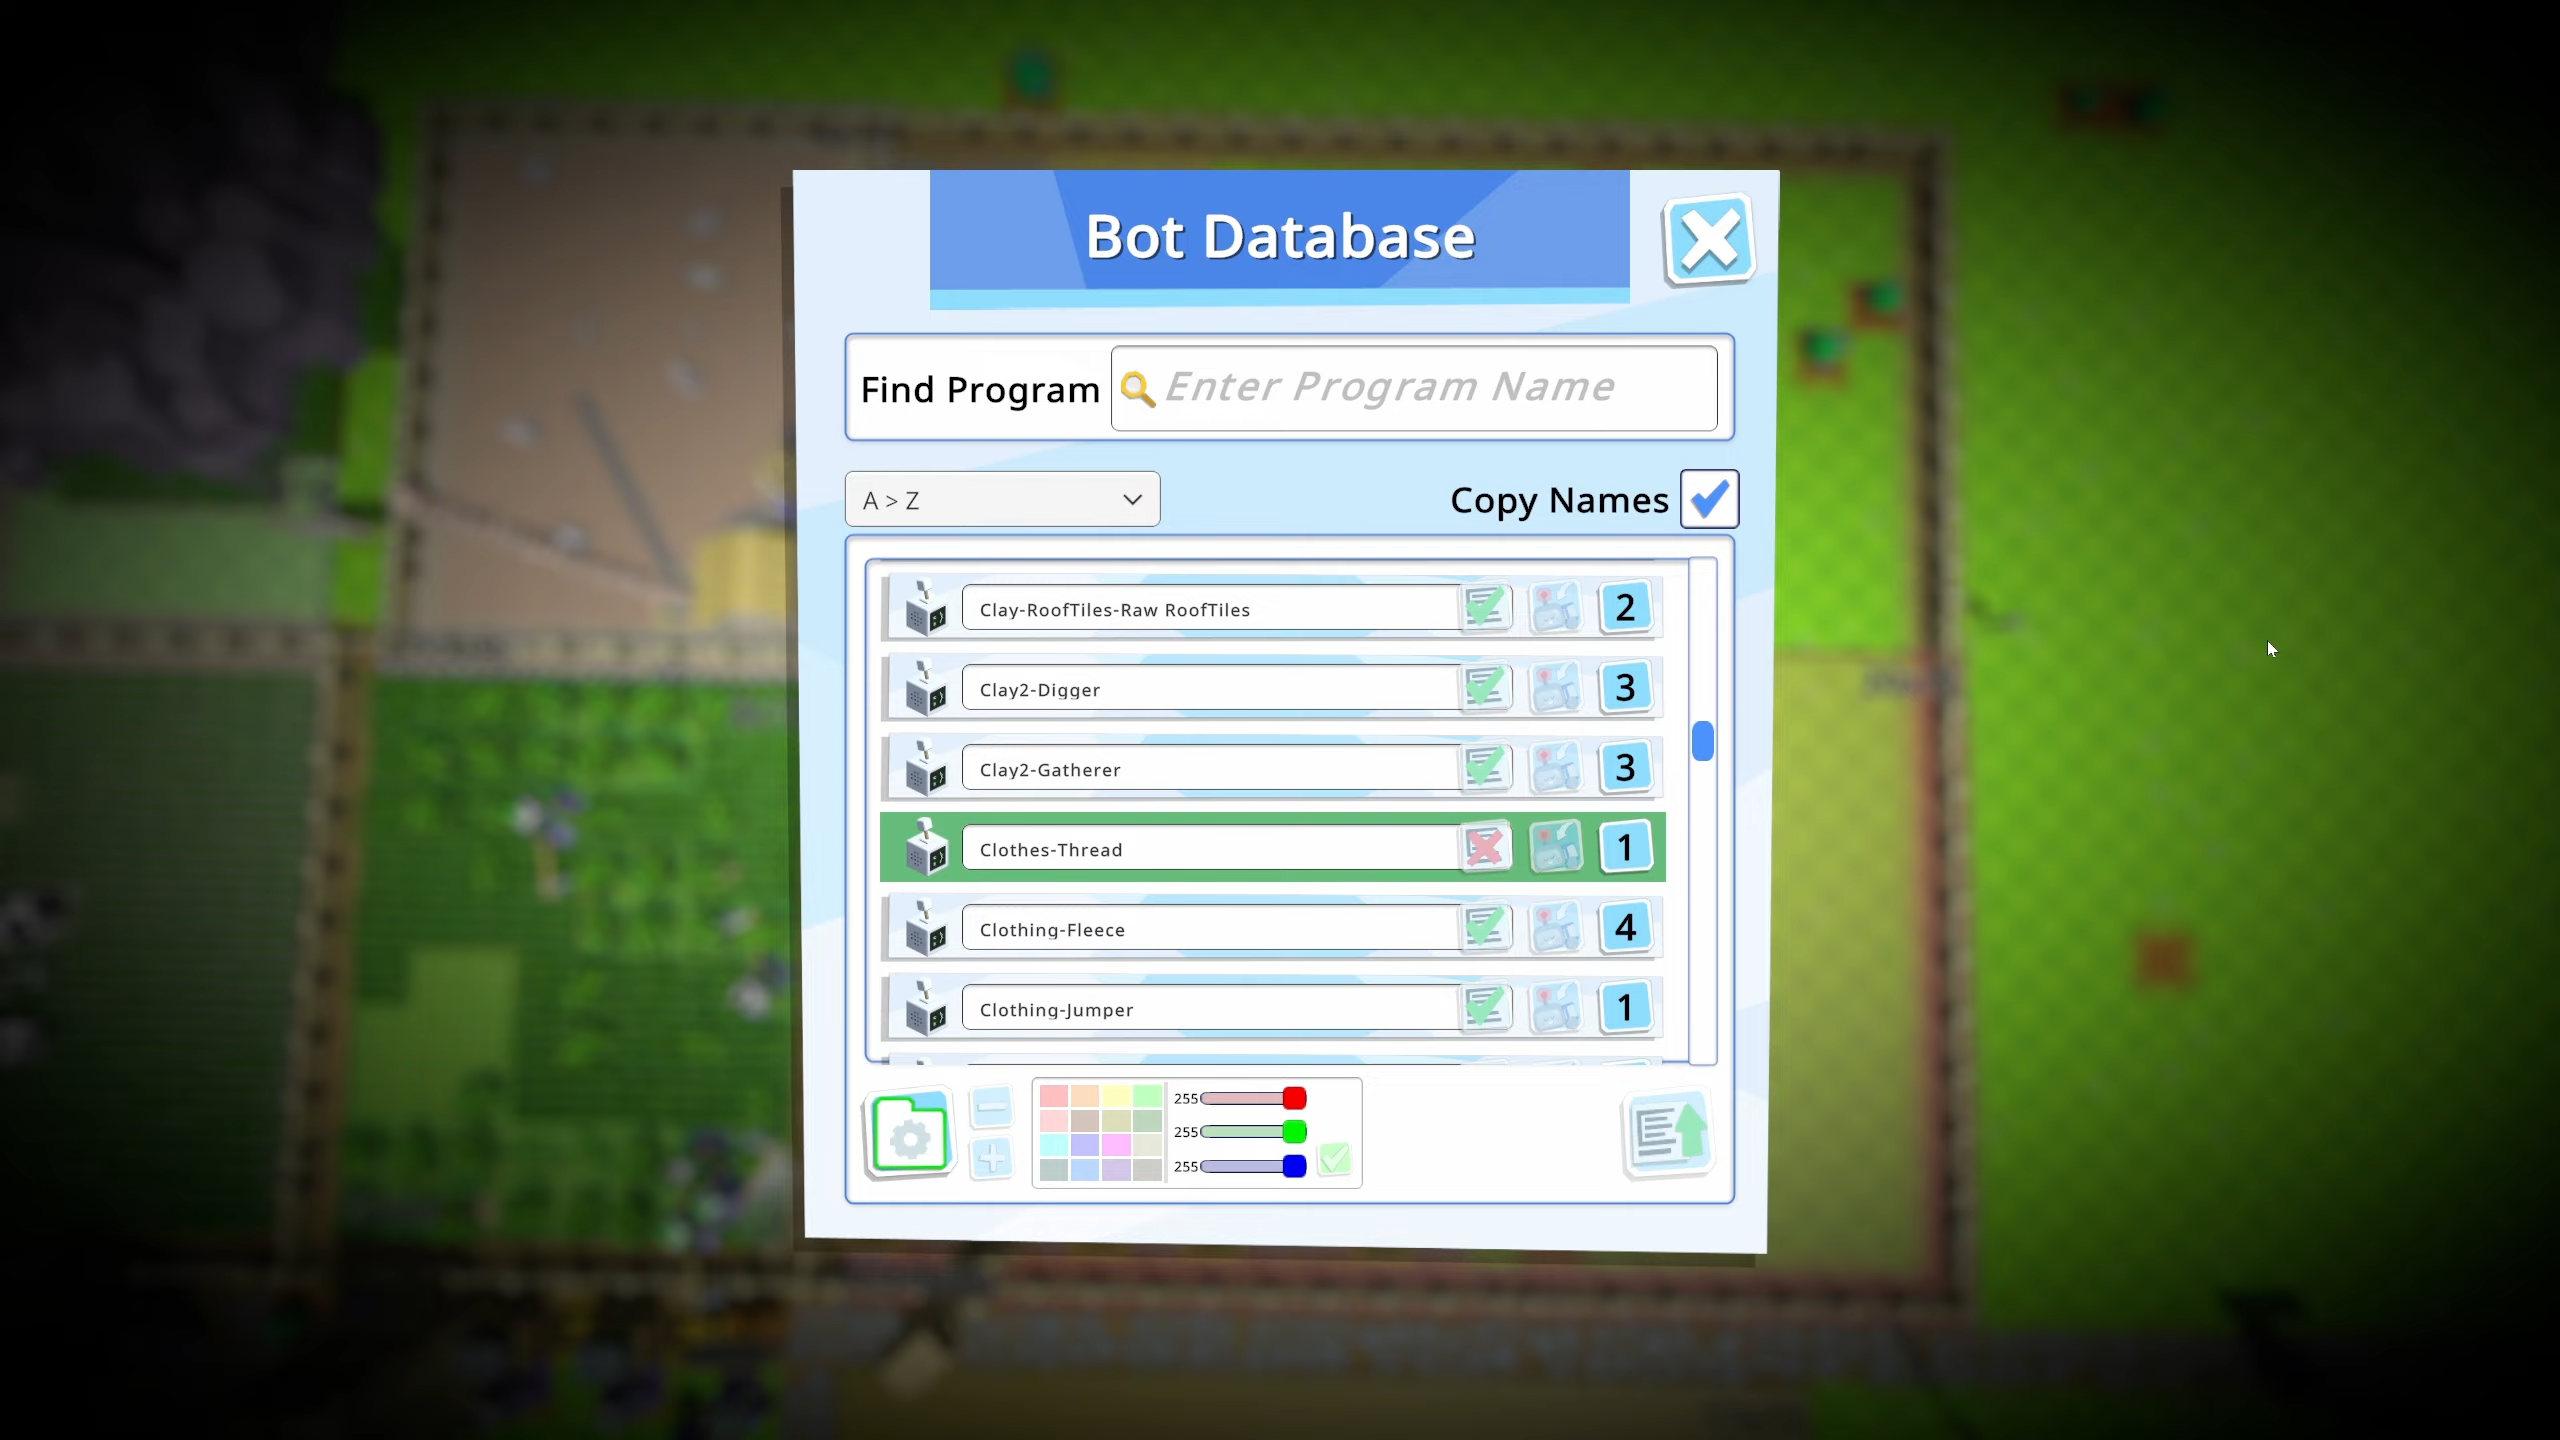 Bot Database
Find Program
Enter Program Name
A > Z
Copy Names
Clay-RoofTiles-Raw RoofTiles
2
Clay2-Digger
3
Clay2-Gatherer
3
Clothes-Thread
1
Clothing-Fleece
4
Clothing-Jumper
1
255
255
255